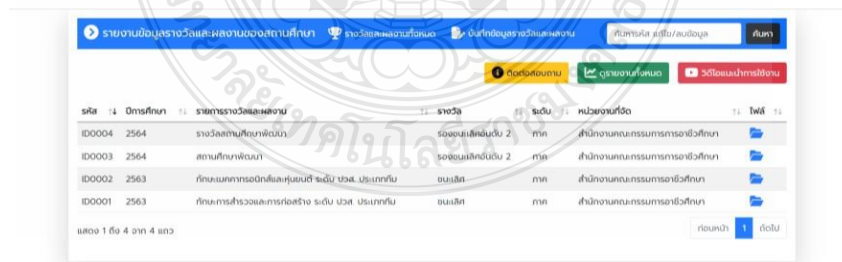 รายงานข้อมูลรางวัลและผลงานของสถานศึกษา รางวัลและผลงานทั้งหมด บันทึกข้อมูลรางวัลและผลงาน ค้นหารหัส แก้ไข/ลบข้อมูล ค้นหา
ติดต่อสอบถาม ดูรายงานทั้งหมด วิดีโอแนะนำการใช้งาน
รหัส ปีการศึกษา รายการรางวัลและผลงาน รางวัล ระดับ หน่วยงานที่จัด ไฟล์
ID0004 2564 รางวัลสถานศึกษาพัฒนา รองชนะเลิศอันดับ 2 ภาค สำนักงานคณะกรรมการการอาชีวศึกษา
ID0003 2564 สถานศึกษาพัฒนา รองชนะเลิศอันดับ 2 ภาค สำนักงานคณะกรรมการอาชีวศึกษา
ID0002 2563 ทักษะเมคคาทรอนิกส์และหุ่นยนต์ ระดับ ปวส. ประเภททีม ชนะเลิศ ภาค สำนักงานคณะกรรมการอาชีวศึกษา
ID0001 2563 ทักษะการสำรวจและการก่อสร้าง ระดับ ปวส. ประเภททีม ชนะเลิศ ภาค สำนักงานคณะกรรมการอาชีวศึกษา
แสดง 1 ถึง 4 จาก 4 แถว ก่อนหน้า 1 ถัดไป